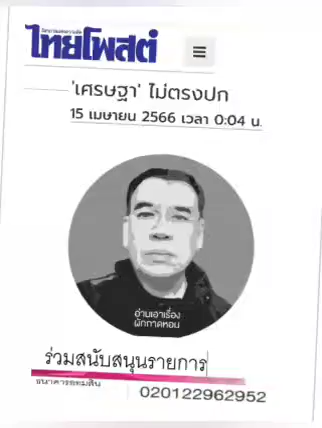 ไทยโพสต์
'เศรษฐา' ไม่ตรงปก
15 เมษายน 2566 เวลา 0:04 น.
อ่านเอาเรื่อง
ผักกาดหอม
ร่วมสนับสนุนรายการ
ธนาคารออมสิน
020122962952